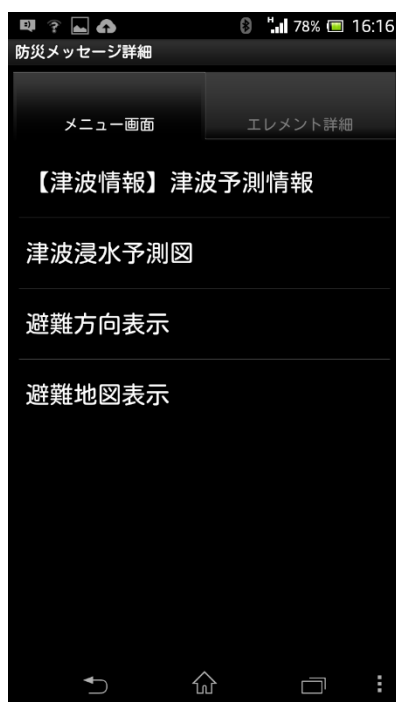 H 78% 16:16
防災メッセージ詳細
メニュー画面 エレメント詳細
【津波情報】津波予測情報
津波浸水予測図
避難方向表示
避難地図表示